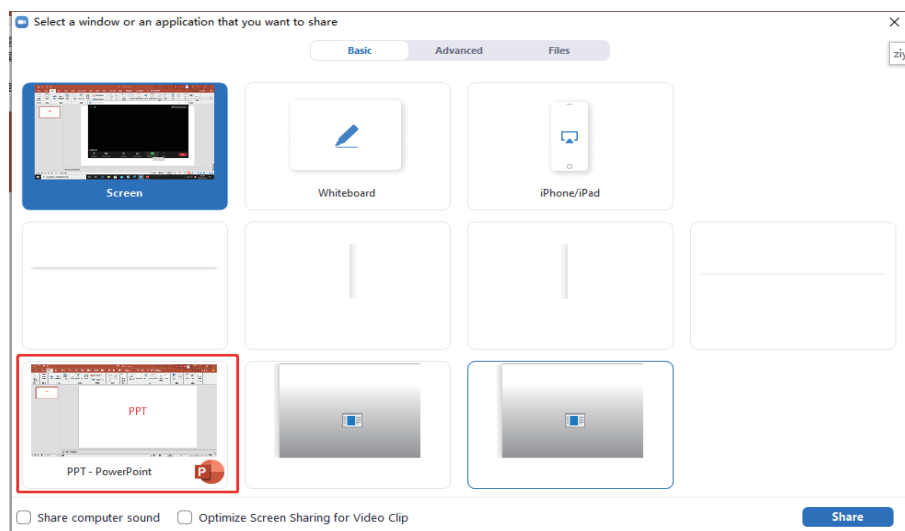 Select a window or an application that you want to share
Basic
Advanced
Files
Screen
Whiteboard
iPhone/iPad
PPT
PPT - PowerPoint
P
Share computer sound
Optimize Screen Sharing for Video Clip
Share